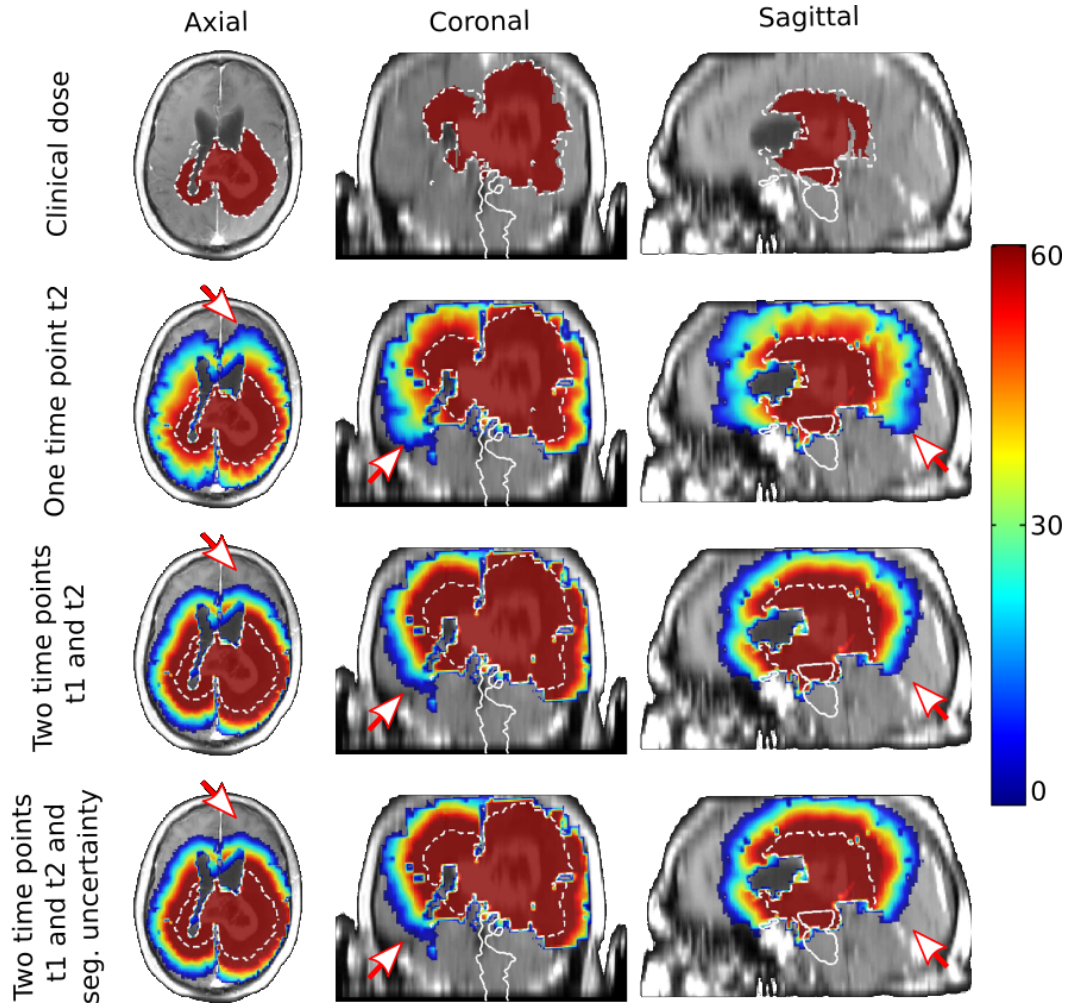 Axial
Coronal
Sagittal
Clinical dose
One time point t2
60
30
0
Two time points
t1 and t2
Two time points
t1 and t2 and
seg. uncertainty